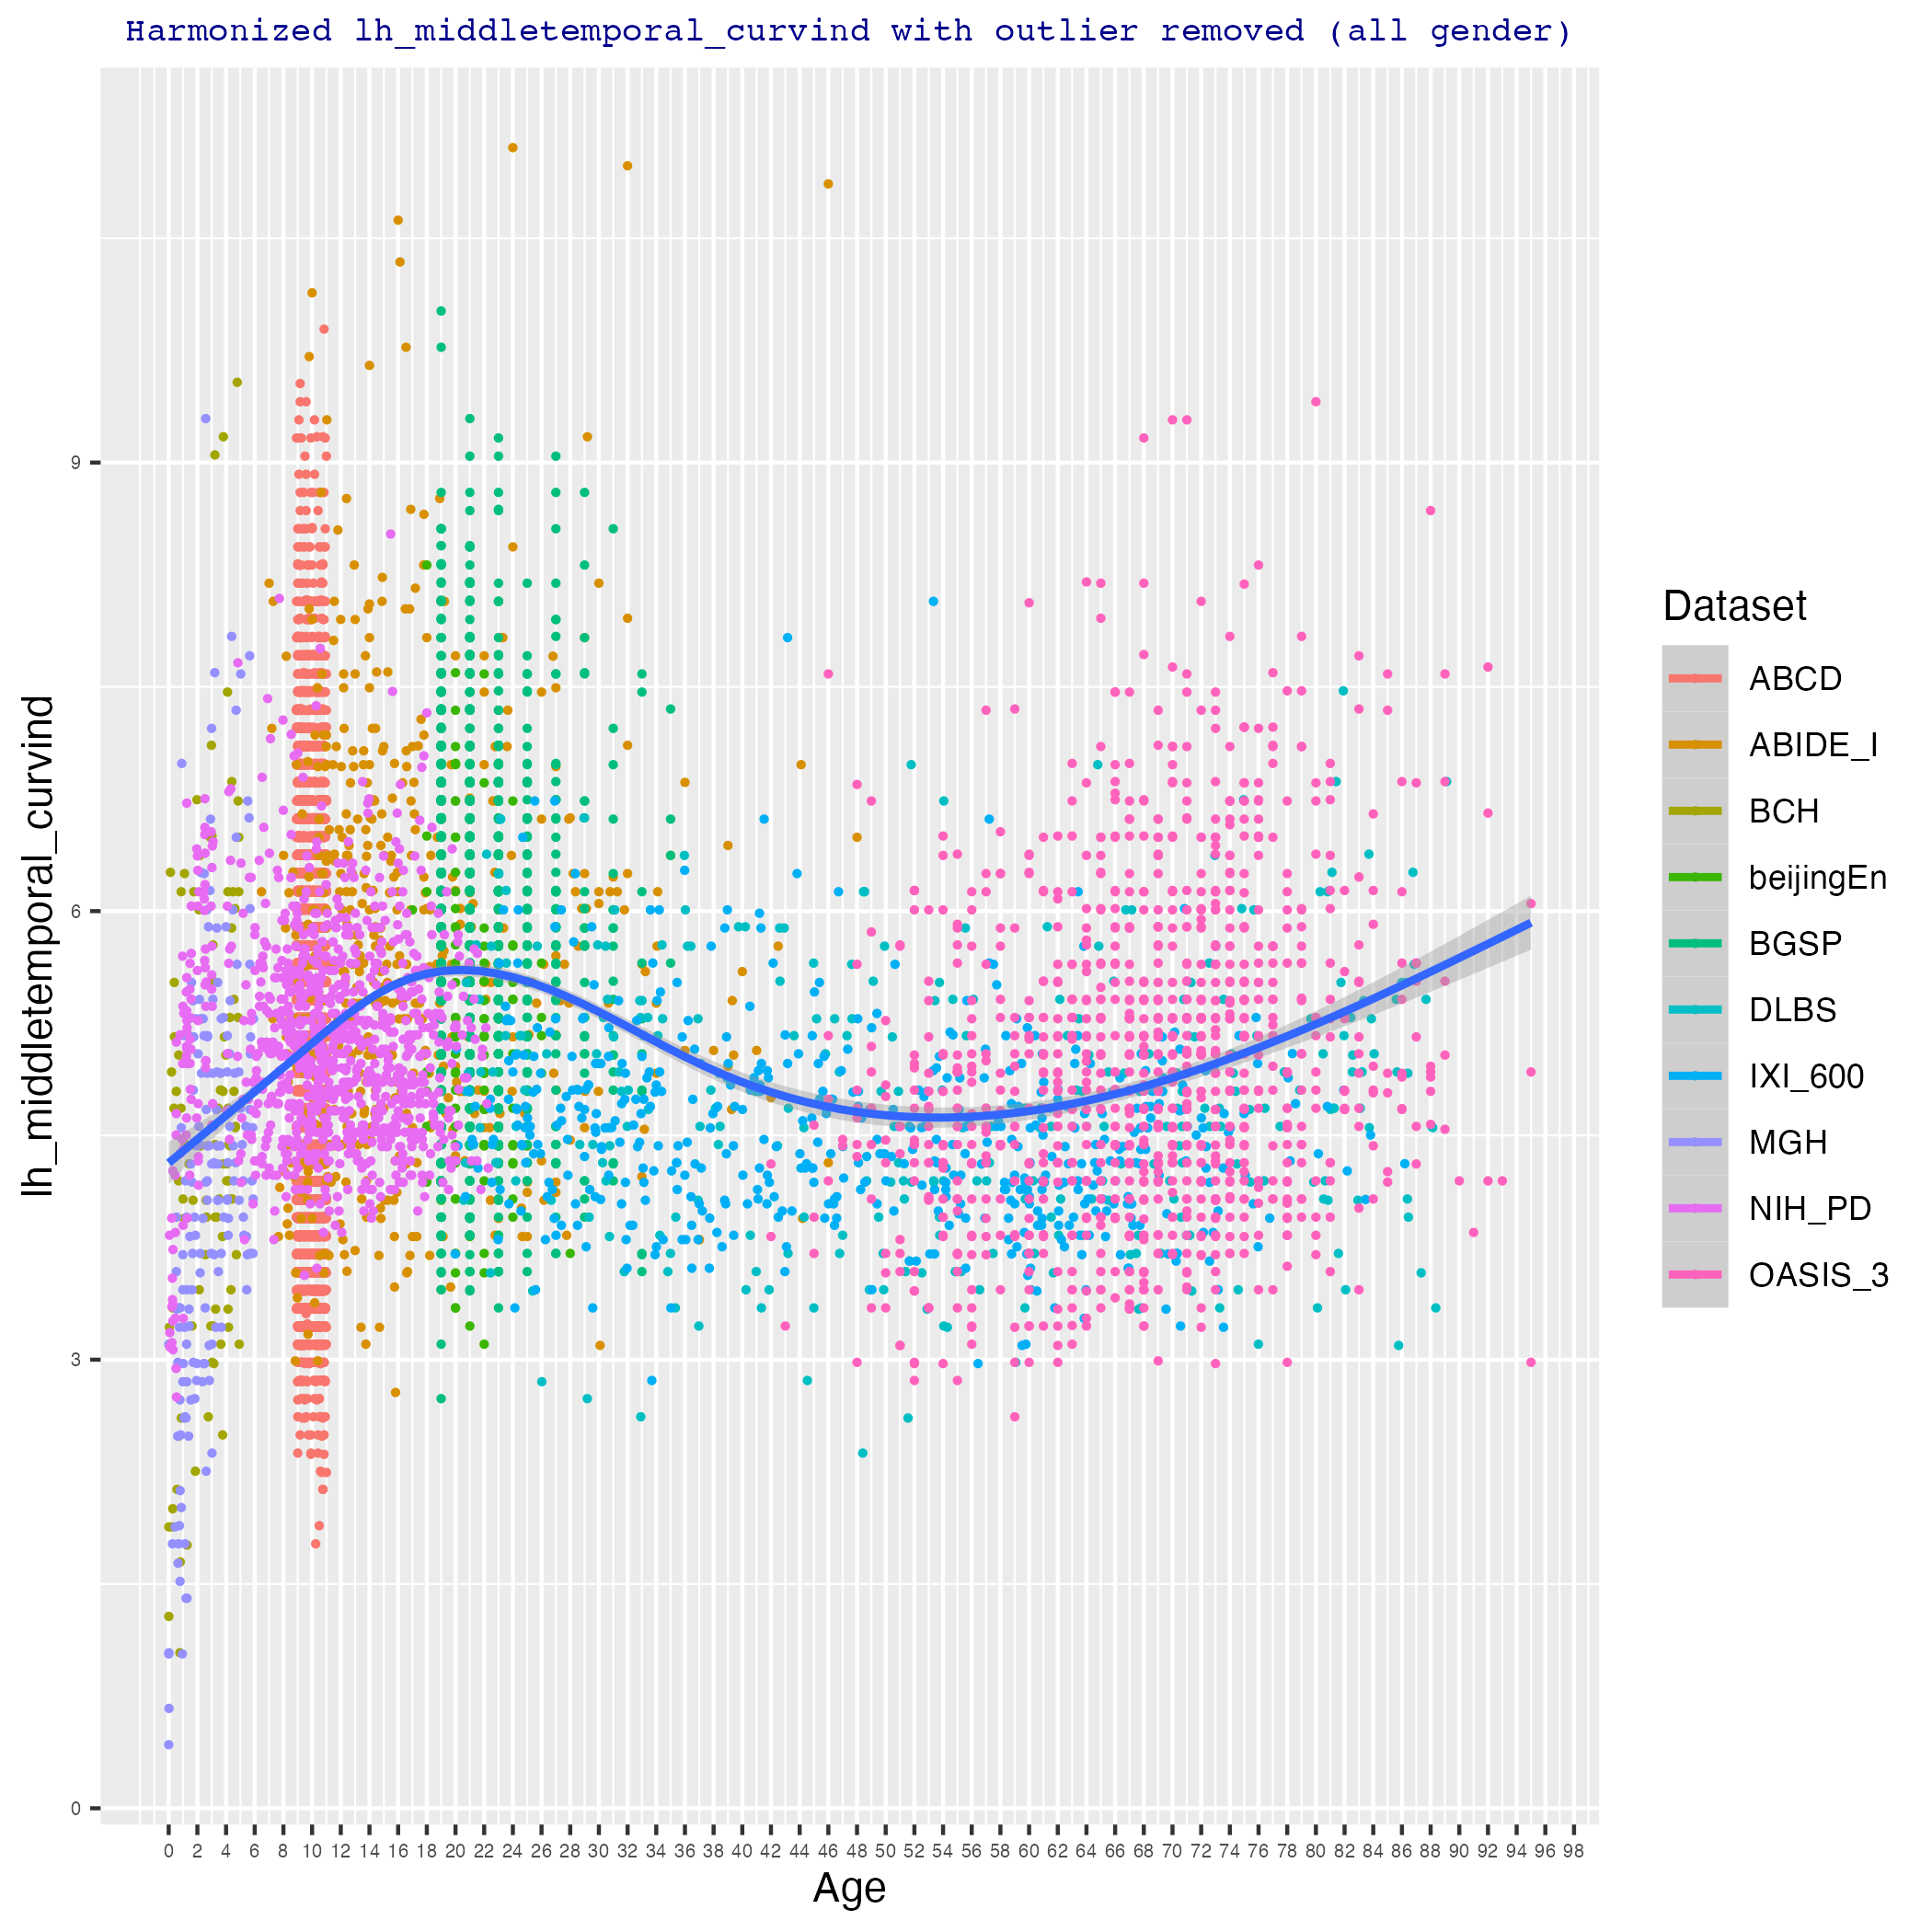 Harmonized lh_middletemporal_curvind with outlier removed (all gender)
lh_middletemporal_curvind
9
6
3
0
0 2 4 6 8 10 12 14 16 18 20 22 24 26 28 30 32 34 36 38 40 42 44 46 48 50 52 54 56 58 60 62 64 66 68 70 72 74 76 78 80 82 84 86 88 90 92 94 96 98
Age
Dataset
ABCD
ABIDE_I
BCH
beijingEn
BGSP
DLBS
IXI_600
MGH
NIH_PD
OASIS_3